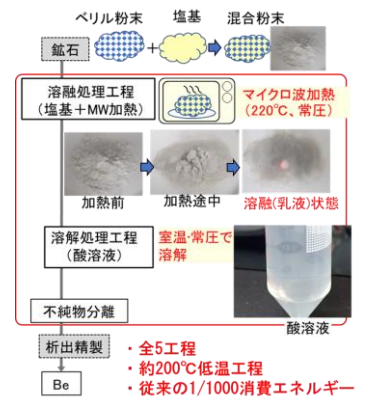 ベリル粉末 塩基 混合粉末
鉱石
+
溶融処理工程
(塩基+MW加熱)
マイクロ波加熱
(220℃、常圧)
加熱前 加熱途中 溶融(乳液)状態
溶解処理工程
(酸溶液)
室温・常圧で
溶解
不純物分離
酸溶液
析出精製
Be
・全5工程
・約200℃低温工程
・従来の1/1000消費エネルギー